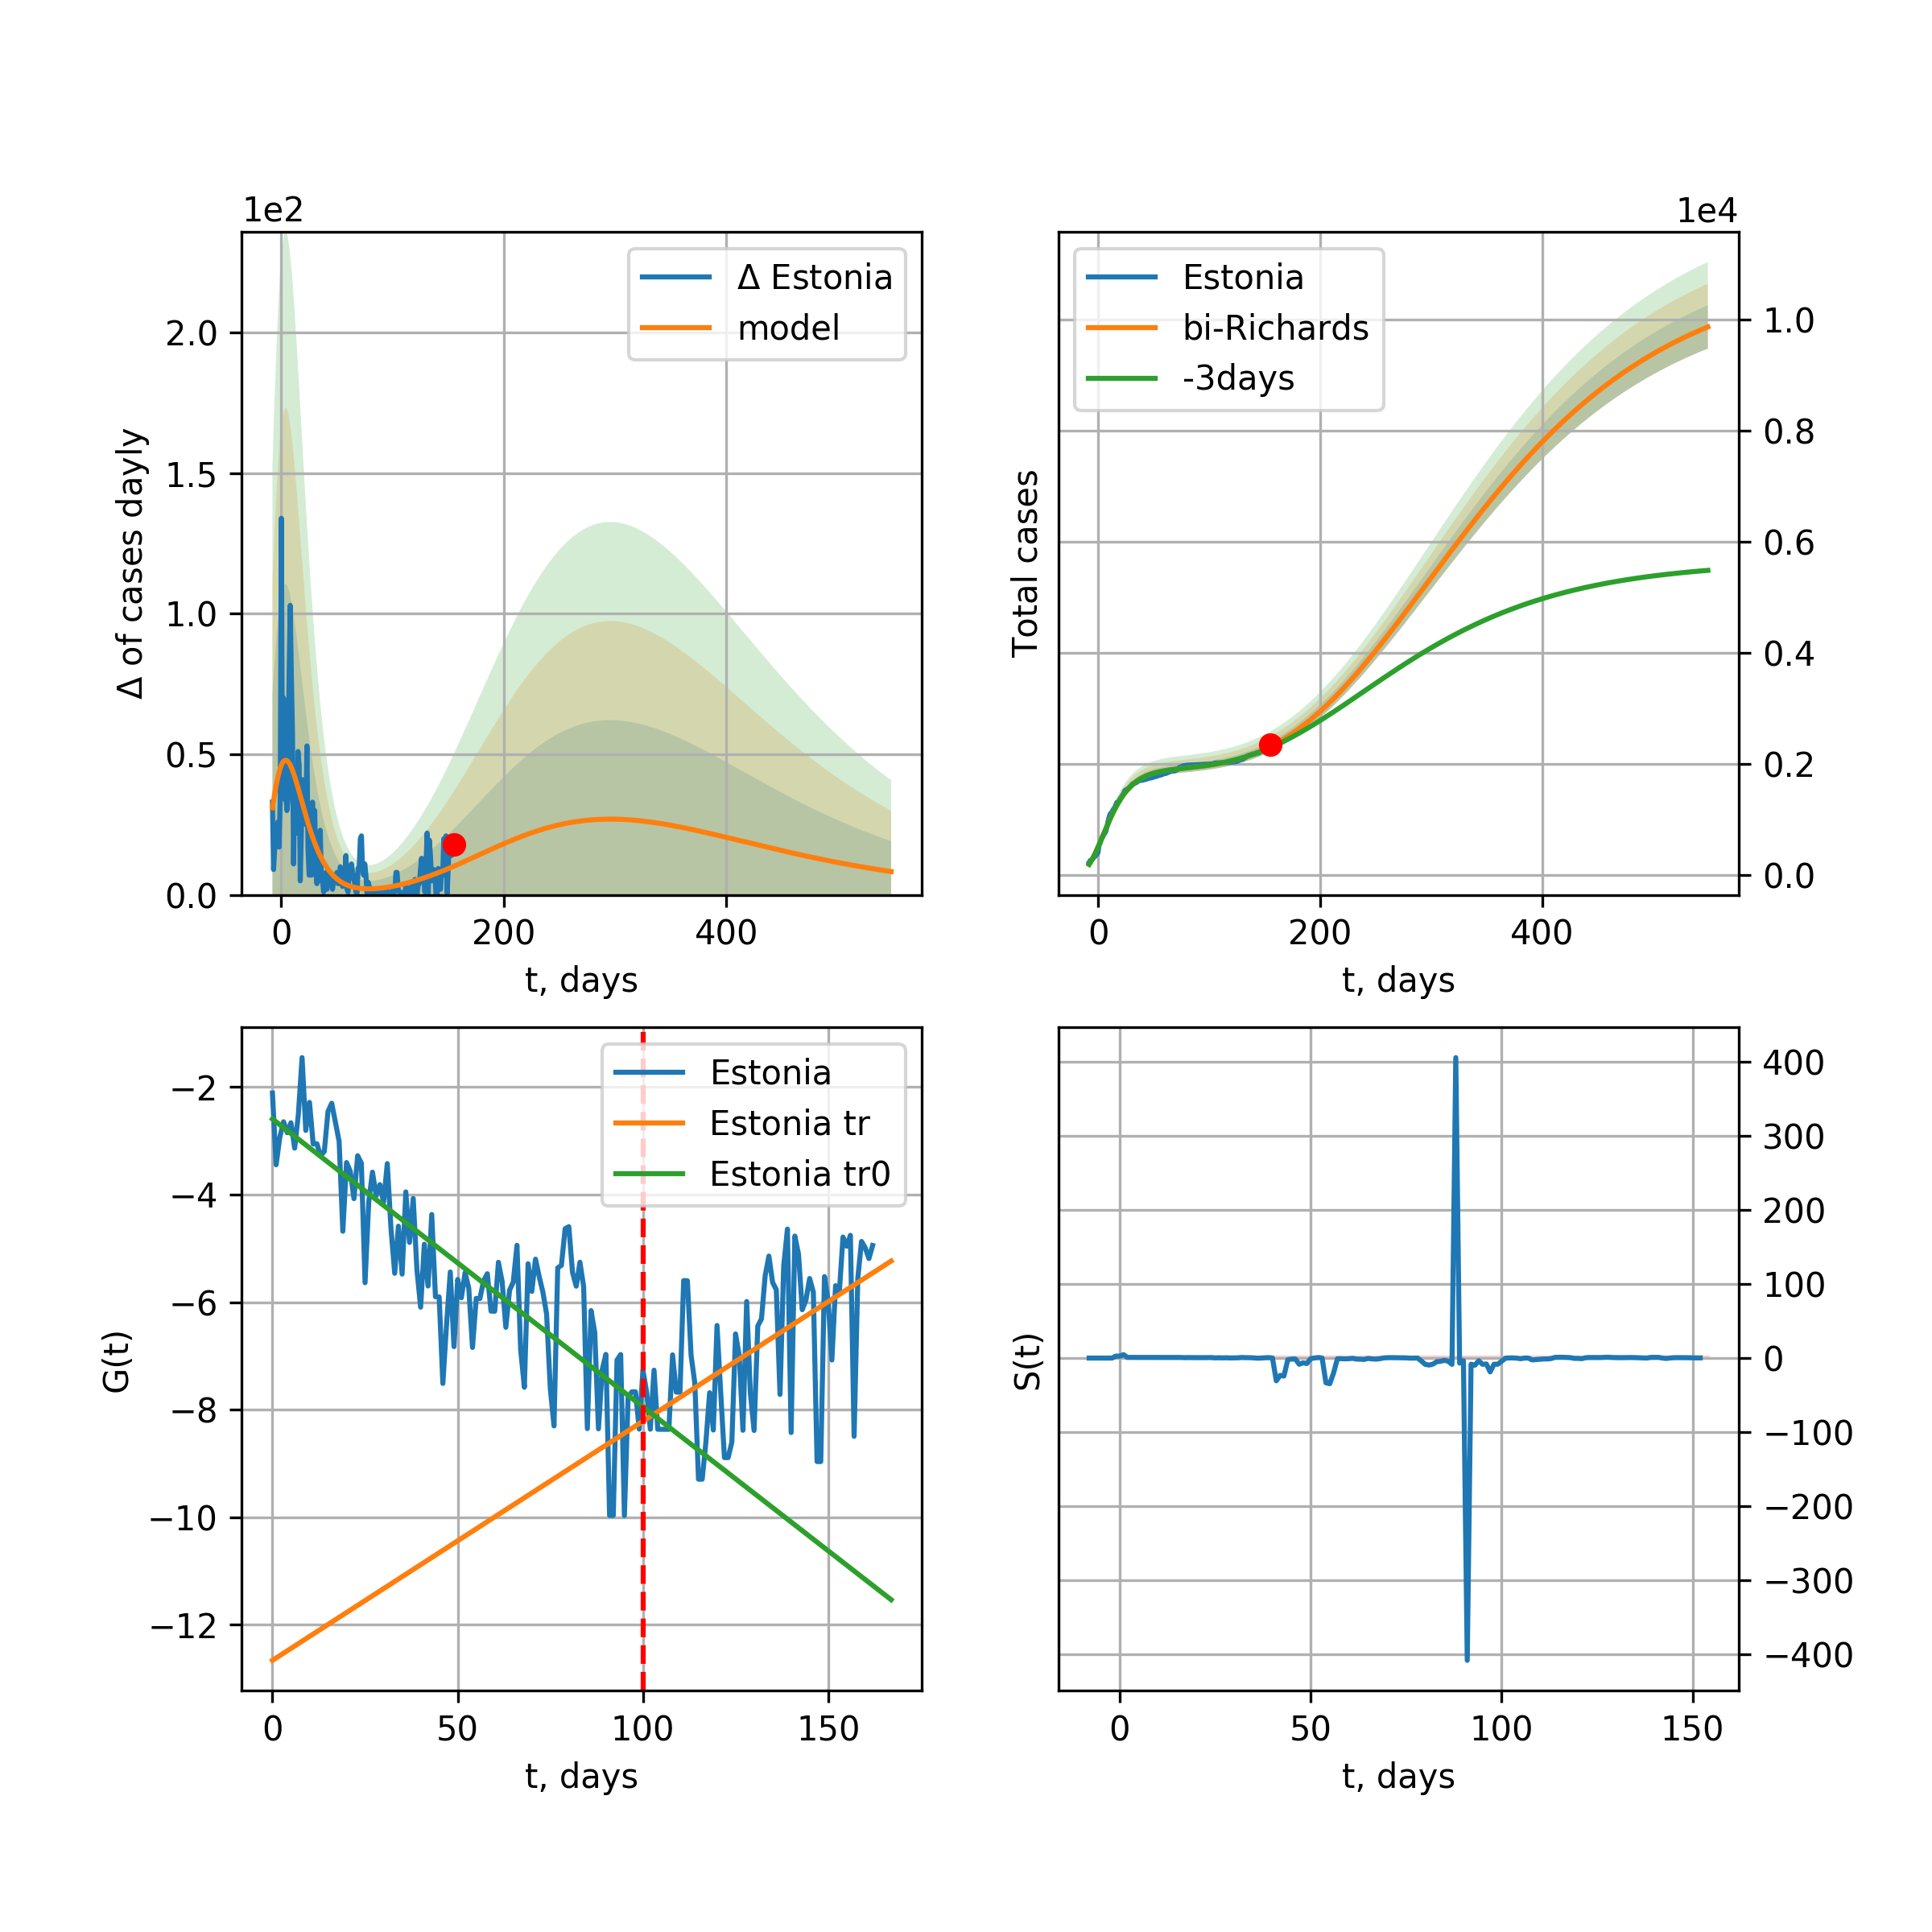 1e2
Δ Estonia
model
2.0
1.5
1.0
0.5
0.0
Δ of cases dayly
0
200
400
t, days
1e4
Estonia
bi-Richards
-3days
1.0
0.8
0.6
0.4
0.2
0.0
Total cases
0
200
400
t, days
Estonia
Estonia tr
Estonia tr0
−2
−4
−6
−8
−10
−12
G(t)
0
50
100
150
t, days
400
300
200
100
0
−100
−200
−300
−400
S(t)
0
50
100
150
t, days